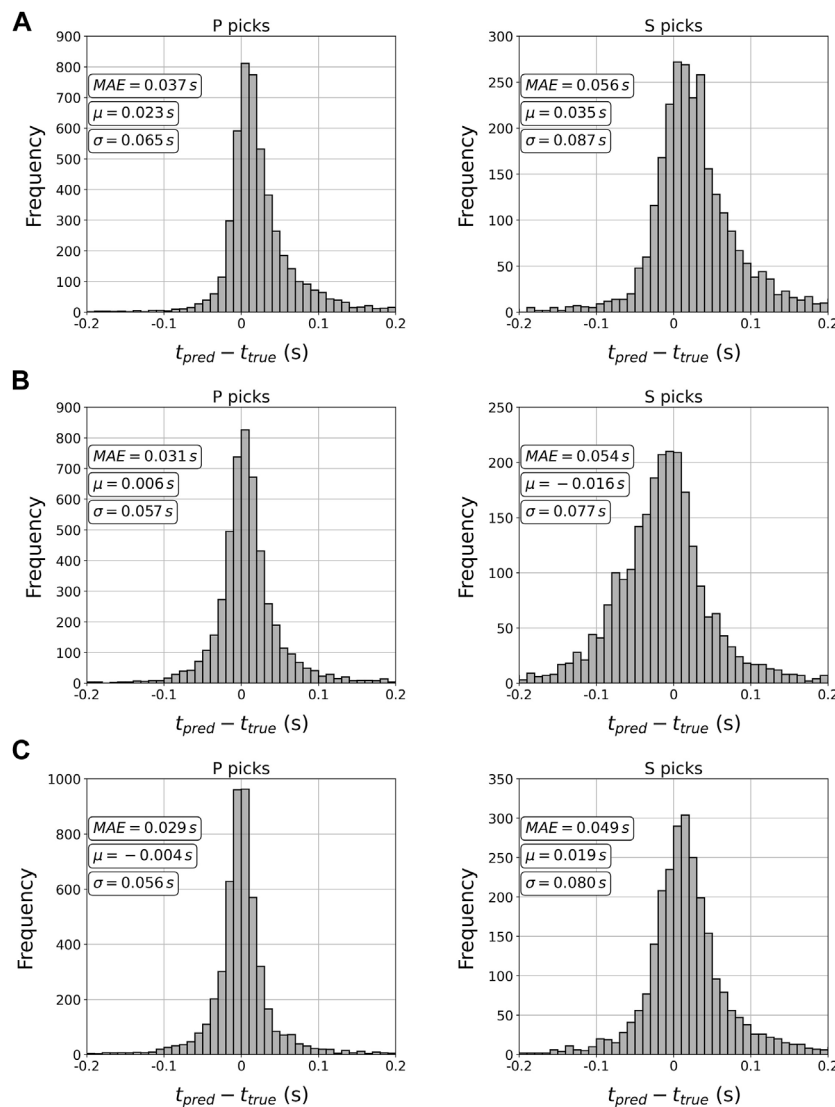 A
P picks
900
800
700
600
500
400
300
200
100
0
Frequency
MAE = 0.037 s
μ = 0.023 s
σ = 0.065 s
-0.2
-0.1
0
0.1
0.2
t_pred − t_true (s)
S picks
300
250
200
150
100
50
0
Frequency
MAE = 0.056 s
μ = 0.035 s
σ = 0.087 s
-0.2
-0.1
0
0.1
0.2
t_pred − t_true (s)
B
P picks
900
800
700
600
500
400
300
200
100
0
Frequency
MAE = 0.031 s
μ = 0.006 s
σ = 0.057 s
-0.2
-0.1
0
0.1
0.2
t_pred − t_true (s)
S picks
250
200
150
100
50
0
Frequency
MAE = 0.054 s
μ = − 0.016 s
σ = 0.077 s
-0.2
-0.1
0
0.1
0.2
t_pred − t_true (s)
C
P picks
1000
800
600
400
200
0
Frequency
MAE = 0.029 s
μ = − 0.004 s
σ = 0.056 s
-0.2
-0.1
0
0.1
0.2
t_pred − t_true (s)
S picks
350
300
250
200
150
100
50
0
Frequency
MAE = 0.049 s
μ = 0.019 s
σ = 0.080 s
-0.2
-0.1
0
0.1
0.2
t_pred − t_true (s)